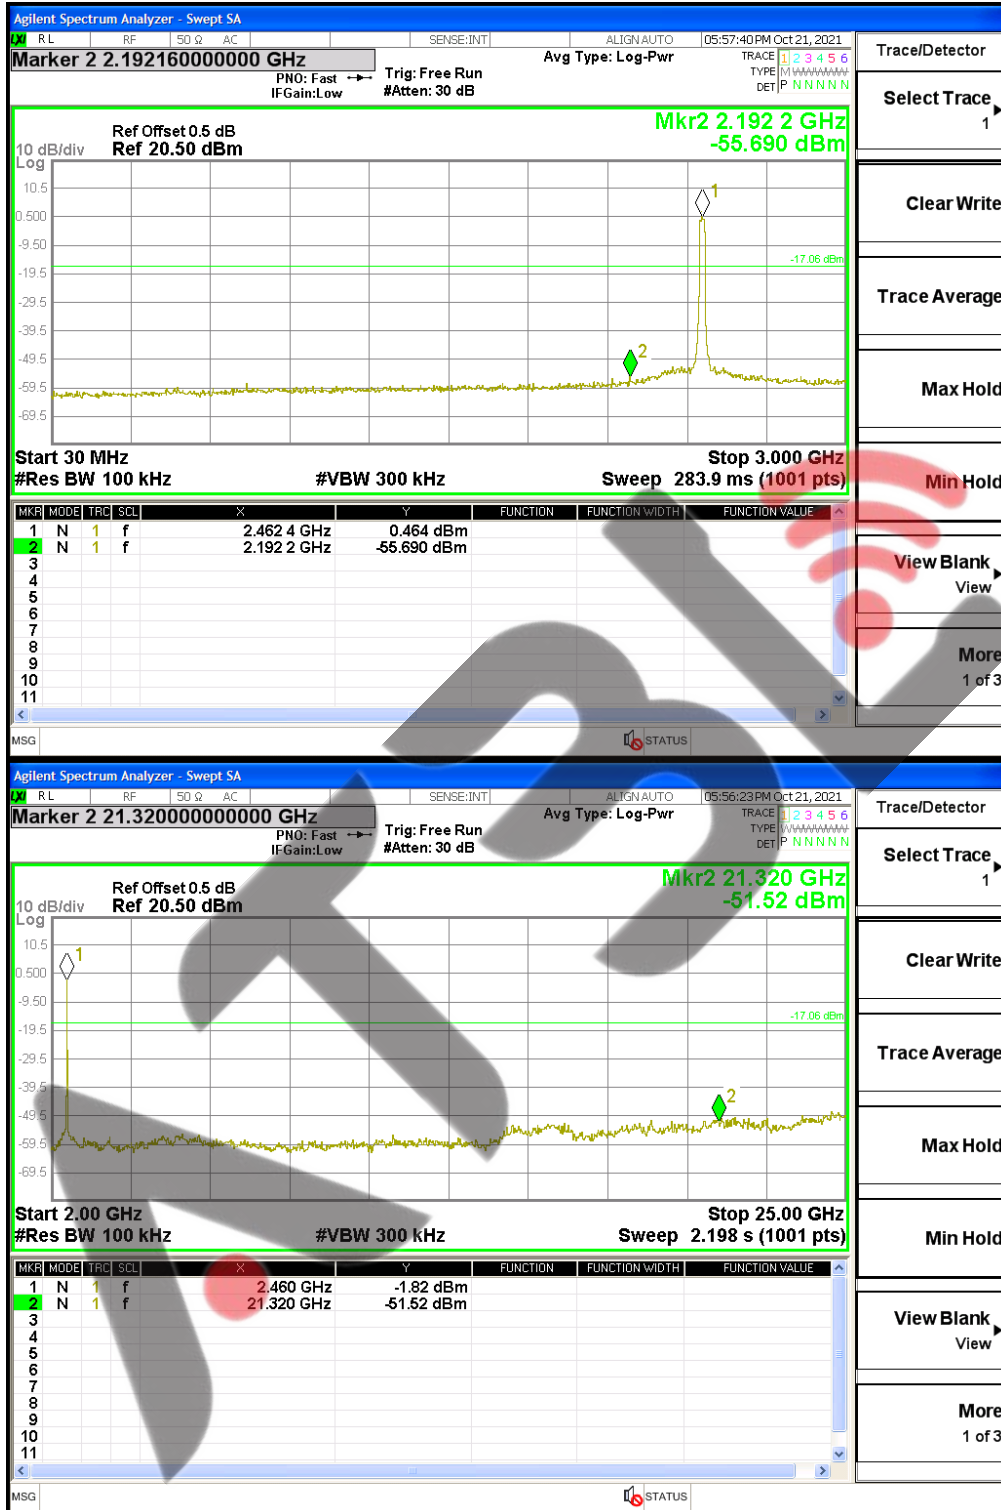 Agilent Spectrum Analyzer - Swept SA
LXI RL RF 50 Ω AC SENSE:INT ALIGN AUTO 05:57:40 PM Oct 21, 2021
Marker 2 2.192160000000 GHz
PNO: Fast
IFGain:Low
Trig: Free Run
#Atten: 30 dB
Avg Type: Log-Pwr
TRACE 1 2 3 4 5 6
TYPE M
DET P N N N N N
Mkr2 2.192 2 GHz
-55.690 dBm
Ref Offset 0.5 dB
10 dB/div Ref 20.50 dBm
Log
10.5
0.500
-9.50
-19.5
-29.5
-39.5
-49.5
-59.5
-69.5
1
-17.06 dBm
2
Start 30 MHz Stop 3.000 GHz
#Res BW 100 kHz #VBW 300 kHz Sweep 283.9 ms (1001 pts)
MKR MODE TRC SCL X Y FUNCTION FUNCTION WIDTH FUNCTION VALUE
1 N 1 f 2.462 4 GHz 0.464 dBm
2 N 1 f 2.192 2 GHz -55.690 dBm
3
4
5
6
7
8
9
10
11
MSG STATUS
Trace/Detector
Select Trace
1
Clear Write
Trace Average
Max Hold
Min Hold
View Blank
View
More
1 of 3
Agilent Spectrum Analyzer - Swept SA
LXI RL RF 50 Ω AC SENSE:INT ALIGN AUTO 05:56:23 PM Oct 21, 2021
Marker 2 21.320000000000 GHz
PNO: Fast
IFGain:Low
Trig: Free Run
#Atten: 30 dB
Avg Type: Log-Pwr
TRACE 1 2 3 4 5 6
TYPE
DET P N N N N N
Mkr2 21.320 GHz
-51.52 dBm
Ref Offset 0.5 dB
10 dB/div Ref 20.50 dBm
Log
10.5
0.500
-9.50
-19.5
-29.5
-39.5
-49.5
-59.5
-69.5
1
-17.06 dBm
2
Start 2.00 GHz Stop 25.00 GHz
#Res BW 100 kHz #VBW 300 kHz Sweep 2.198 s (1001 pts)
MKR MODE TRC SCL X Y FUNCTION FUNCTION WIDTH FUNCTION VALUE
1 N 1 f 2.460 GHz -1.82 dBm
2 N 1 f 21.320 GHz -51.52 dBm
3
4
5
6
7
8
9
10
11
MSG STATUS
Trace/Detector
Select Trace
1
Clear Write
Trace Average
Max Hold
Min Hold
View Blank
View
More
1 of 3